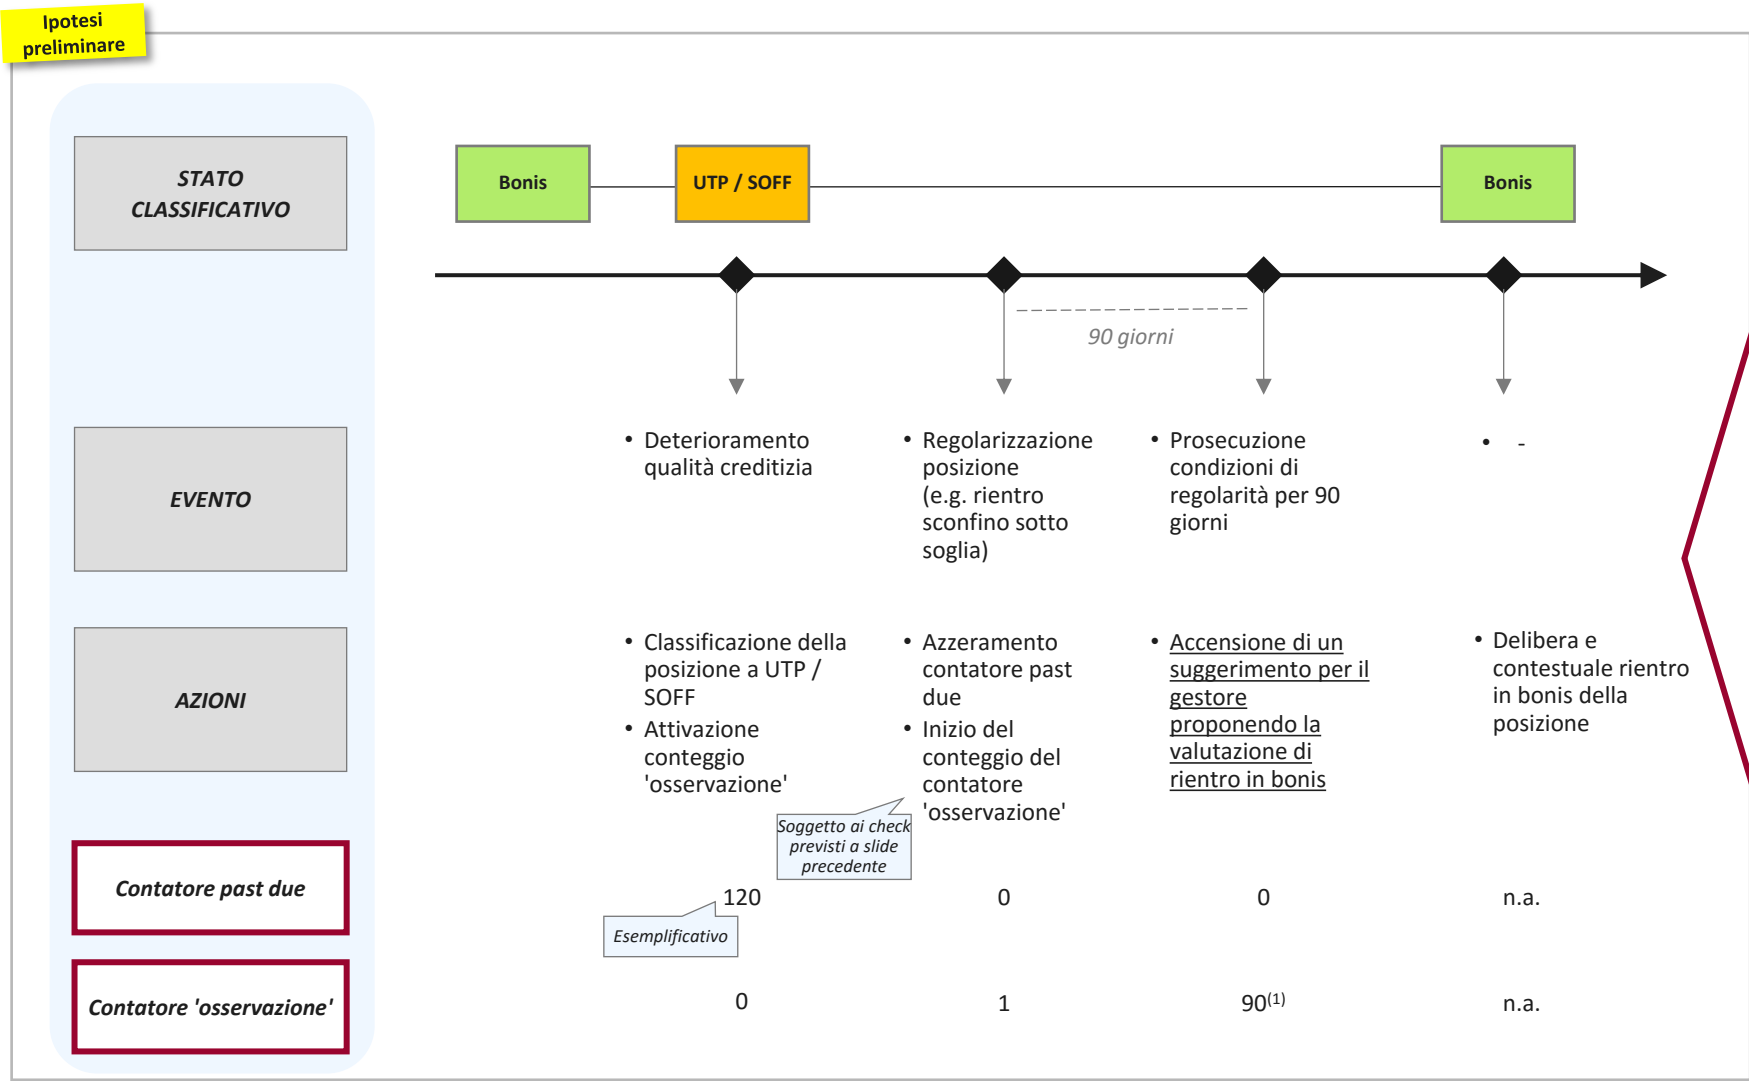 Ipotesi
preliminare
STATO
CLASSIFICATIVO
Bonis
UTP / SOFF
Bonis
90 giorni
EVENTO
• Deterioramento
qualità creditizia
• Regolarizzazione
posizione
(e.g. rientro
sconfino sotto
soglia)
• Prosecuzione
condizioni di
regolarità per 90
giorni
• -
AZIONI
• Classificazione della
posizione a UTP /
SOFF
• Attivazione
conteggio
'osservazione'
• Azzeramento
contatore past
due
• Inizio del
conteggio del
contatore
'osservazione'
• Accensione di un
suggerimento per il
gestore
proponendo la
valutazione di
rientro in bonis
• Delibera e
contestuale rientro
in bonis della
posizione
Soggetto ai check
previsti a slide
precedente
Contatore past due
120
0
0
n.a.
Esemplificativo
Contatore 'osservazione'
0
1
90(1)
n.a.